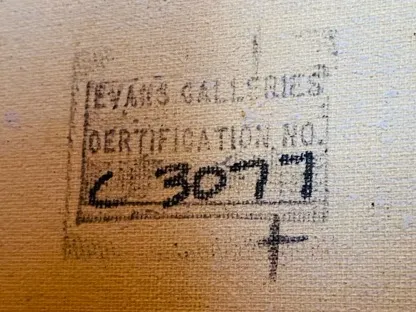 EVANS GALLERIES
CERTIFICATION NO.
C 3077